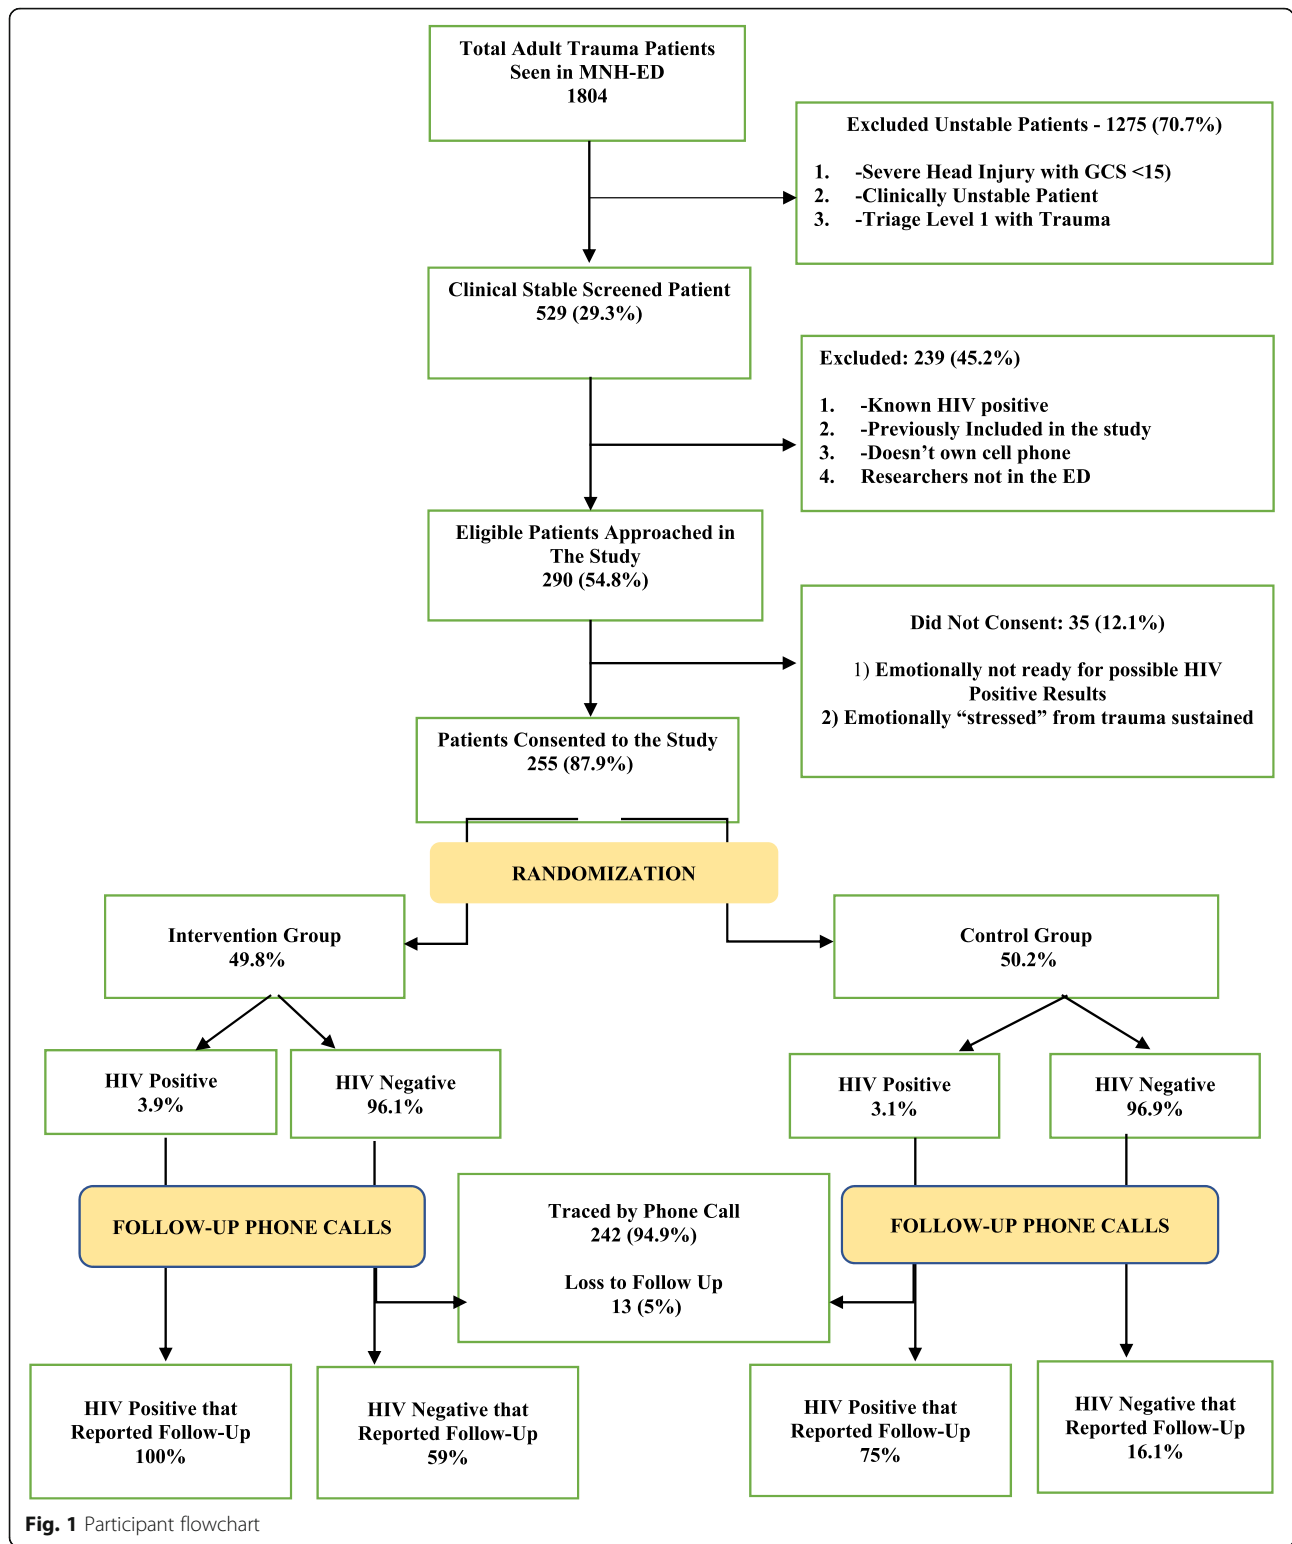 Total Adult Trauma Patients
Seen in MNH-ED
1804
Excluded Unstable Patients - 1275 (70.7%)
1. -Severe Head Injury with GCS <15)
2. -Clinically Unstable Patient
3. -Triage Level 1 with Trauma
Clinical Stable Screened Patient
529 (29.3%)
Excluded: 239 (45.2%)
1. -Known HIV positive
2. -Previously Included in the study
3. -Doesn’t own cell phone
4. Researchers not in the ED
Eligible Patients Approached in
The Study
290 (54.8%)
Did Not Consent: 35 (12.1%)
1) Emotionally not ready for possible HIV
Positive Results
2) Emotionally “stressed” from trauma sustained
Patients Consented to the Study
255 (87.9%)
RANDOMIZATION
Intervention Group
49.8%
Control Group
50.2%
HIV Positive
3.9%
HIV Negative
96.1%
HIV Positive
3.1%
HIV Negative
96.9%
FOLLOW-UP PHONE CALLS
Traced by Phone Call
242 (94.9%)
Loss to Follow Up
13 (5%)
FOLLOW-UP PHONE CALLS
HIV Positive that
Reported Follow-Up
100%
HIV Negative that
Reported Follow-Up
59%
HIV Positive that
Reported Follow-Up
75%
HIV Negative that
Reported Follow-Up
16.1%
Fig. 1 Participant flowchart